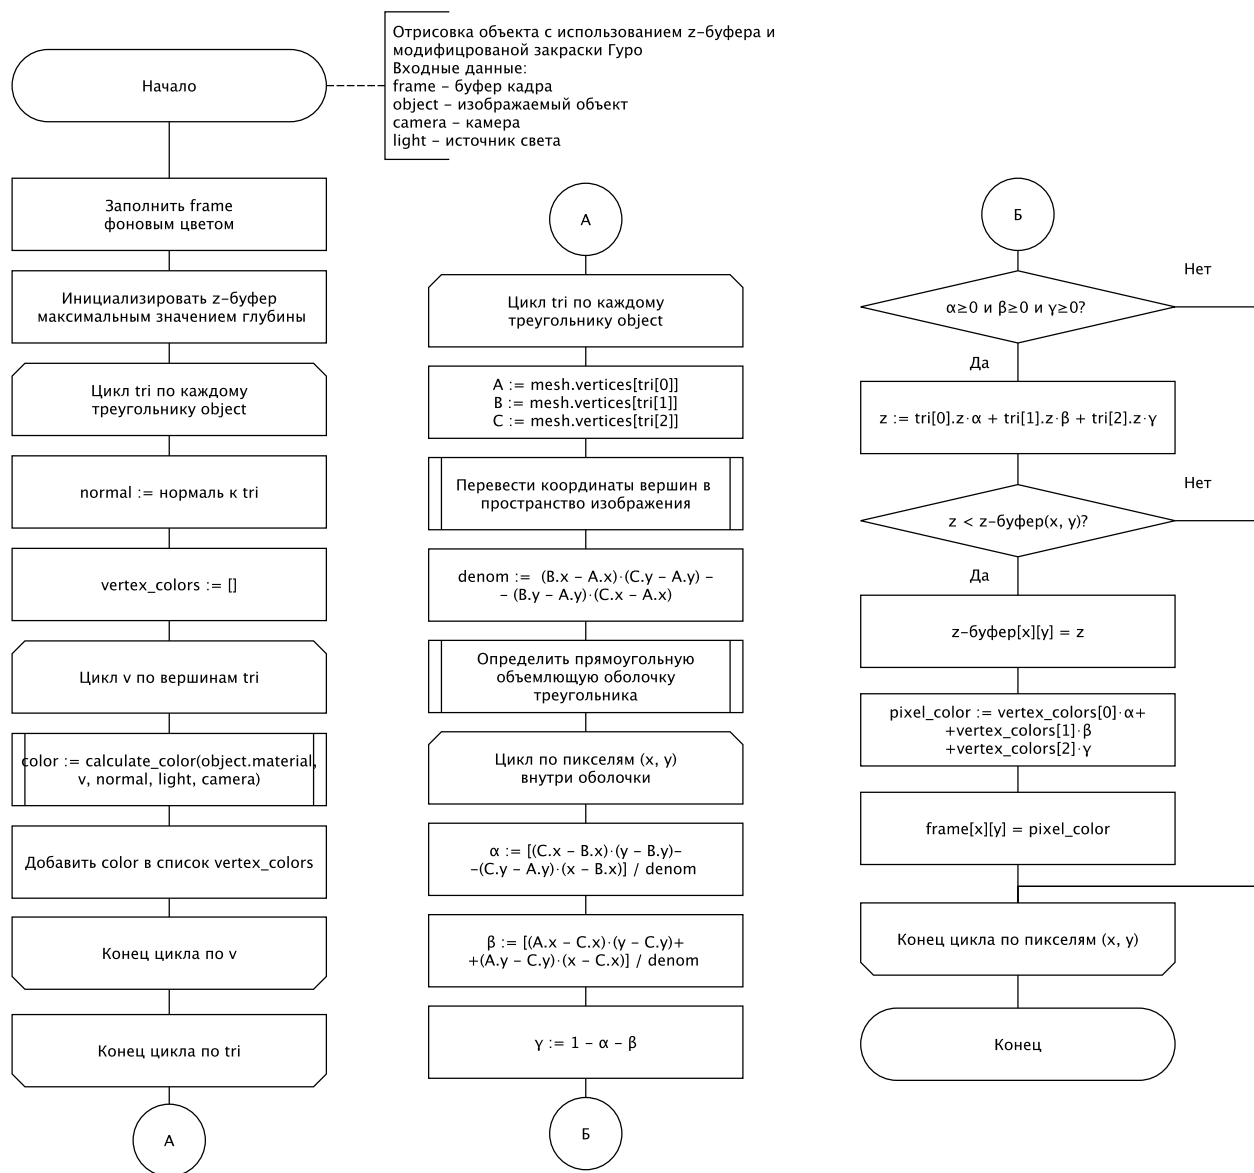 Начало
Отрисовка объекта с использованием z-буфера и
модифицрованой закраски Гуро
Входные данные:
frame – буфер кадра
object – изображаемый объект
camera – камера
light – источник света
Заполнить frame
фоновым цветом
Инициализировать z-буфер
максимальным значением глубины
Цикл tri по каждому
треугольнику object
normal := нормаль к tri
vertex_colors := []
Цикл v по вершинам tri
color := calculate_color(object.material,
v, normal, light, camera)
Добавить color в список vertex_colors
Конец цикла по v
Конец цикла по tri
А
А
Цикл tri по каждому
треугольнику object
A := mesh.vertices[tri[0]]
B := mesh.vertices[tri[1]]
C := mesh.vertices[tri[2]]
Перевести координаты вершин в
пространство изображения
denom := (B.x – A.x)·(C.y – A.y) –
– (B.y – A.y)·(C.x – A.x)
Определить прямоугольную
объемлющую оболочку
треугольника
Цикл по пикселям (x, y)
внутри оболочки
α := [(C.x – B.x)·(y – B.y)–
–(C.y – A.y)·(x – B.x)] / denom
β := [(A.x – C.x)·(y – C.y)+
+(A.y – C.y)·(x – C.x)] / denom
γ := 1 – α – β
Б
Б
Нет
α≥0 и β≥0 и γ≥0?
Да
z := tri[0].z·α + tri[1].z·β + tri[2].z·γ
Нет
z < z-буфер(x, y)?
Да
z-буфер[x][y] = z
pixel_color := vertex_colors[0]·α+
+vertex_colors[1]·β
+vertex_colors[2]·γ
frame[x][y] = pixel_color
Конец цикла по пикселям (x, y)
Конец